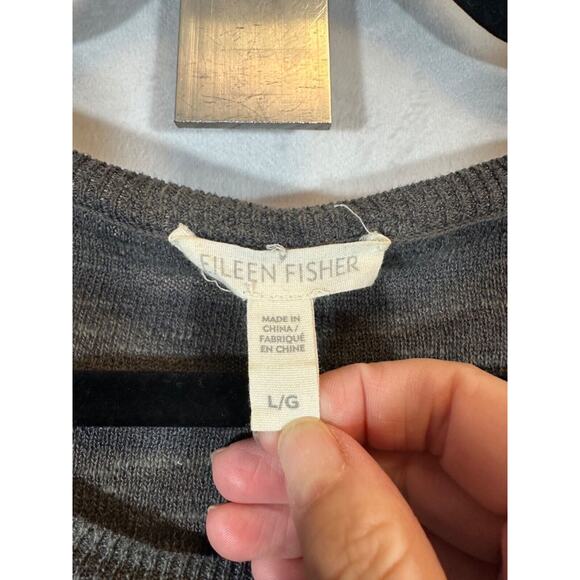 EILEEN FISHER
MADE IN
CHINA /
FABRIQUÉ
EN CHINE
L/G